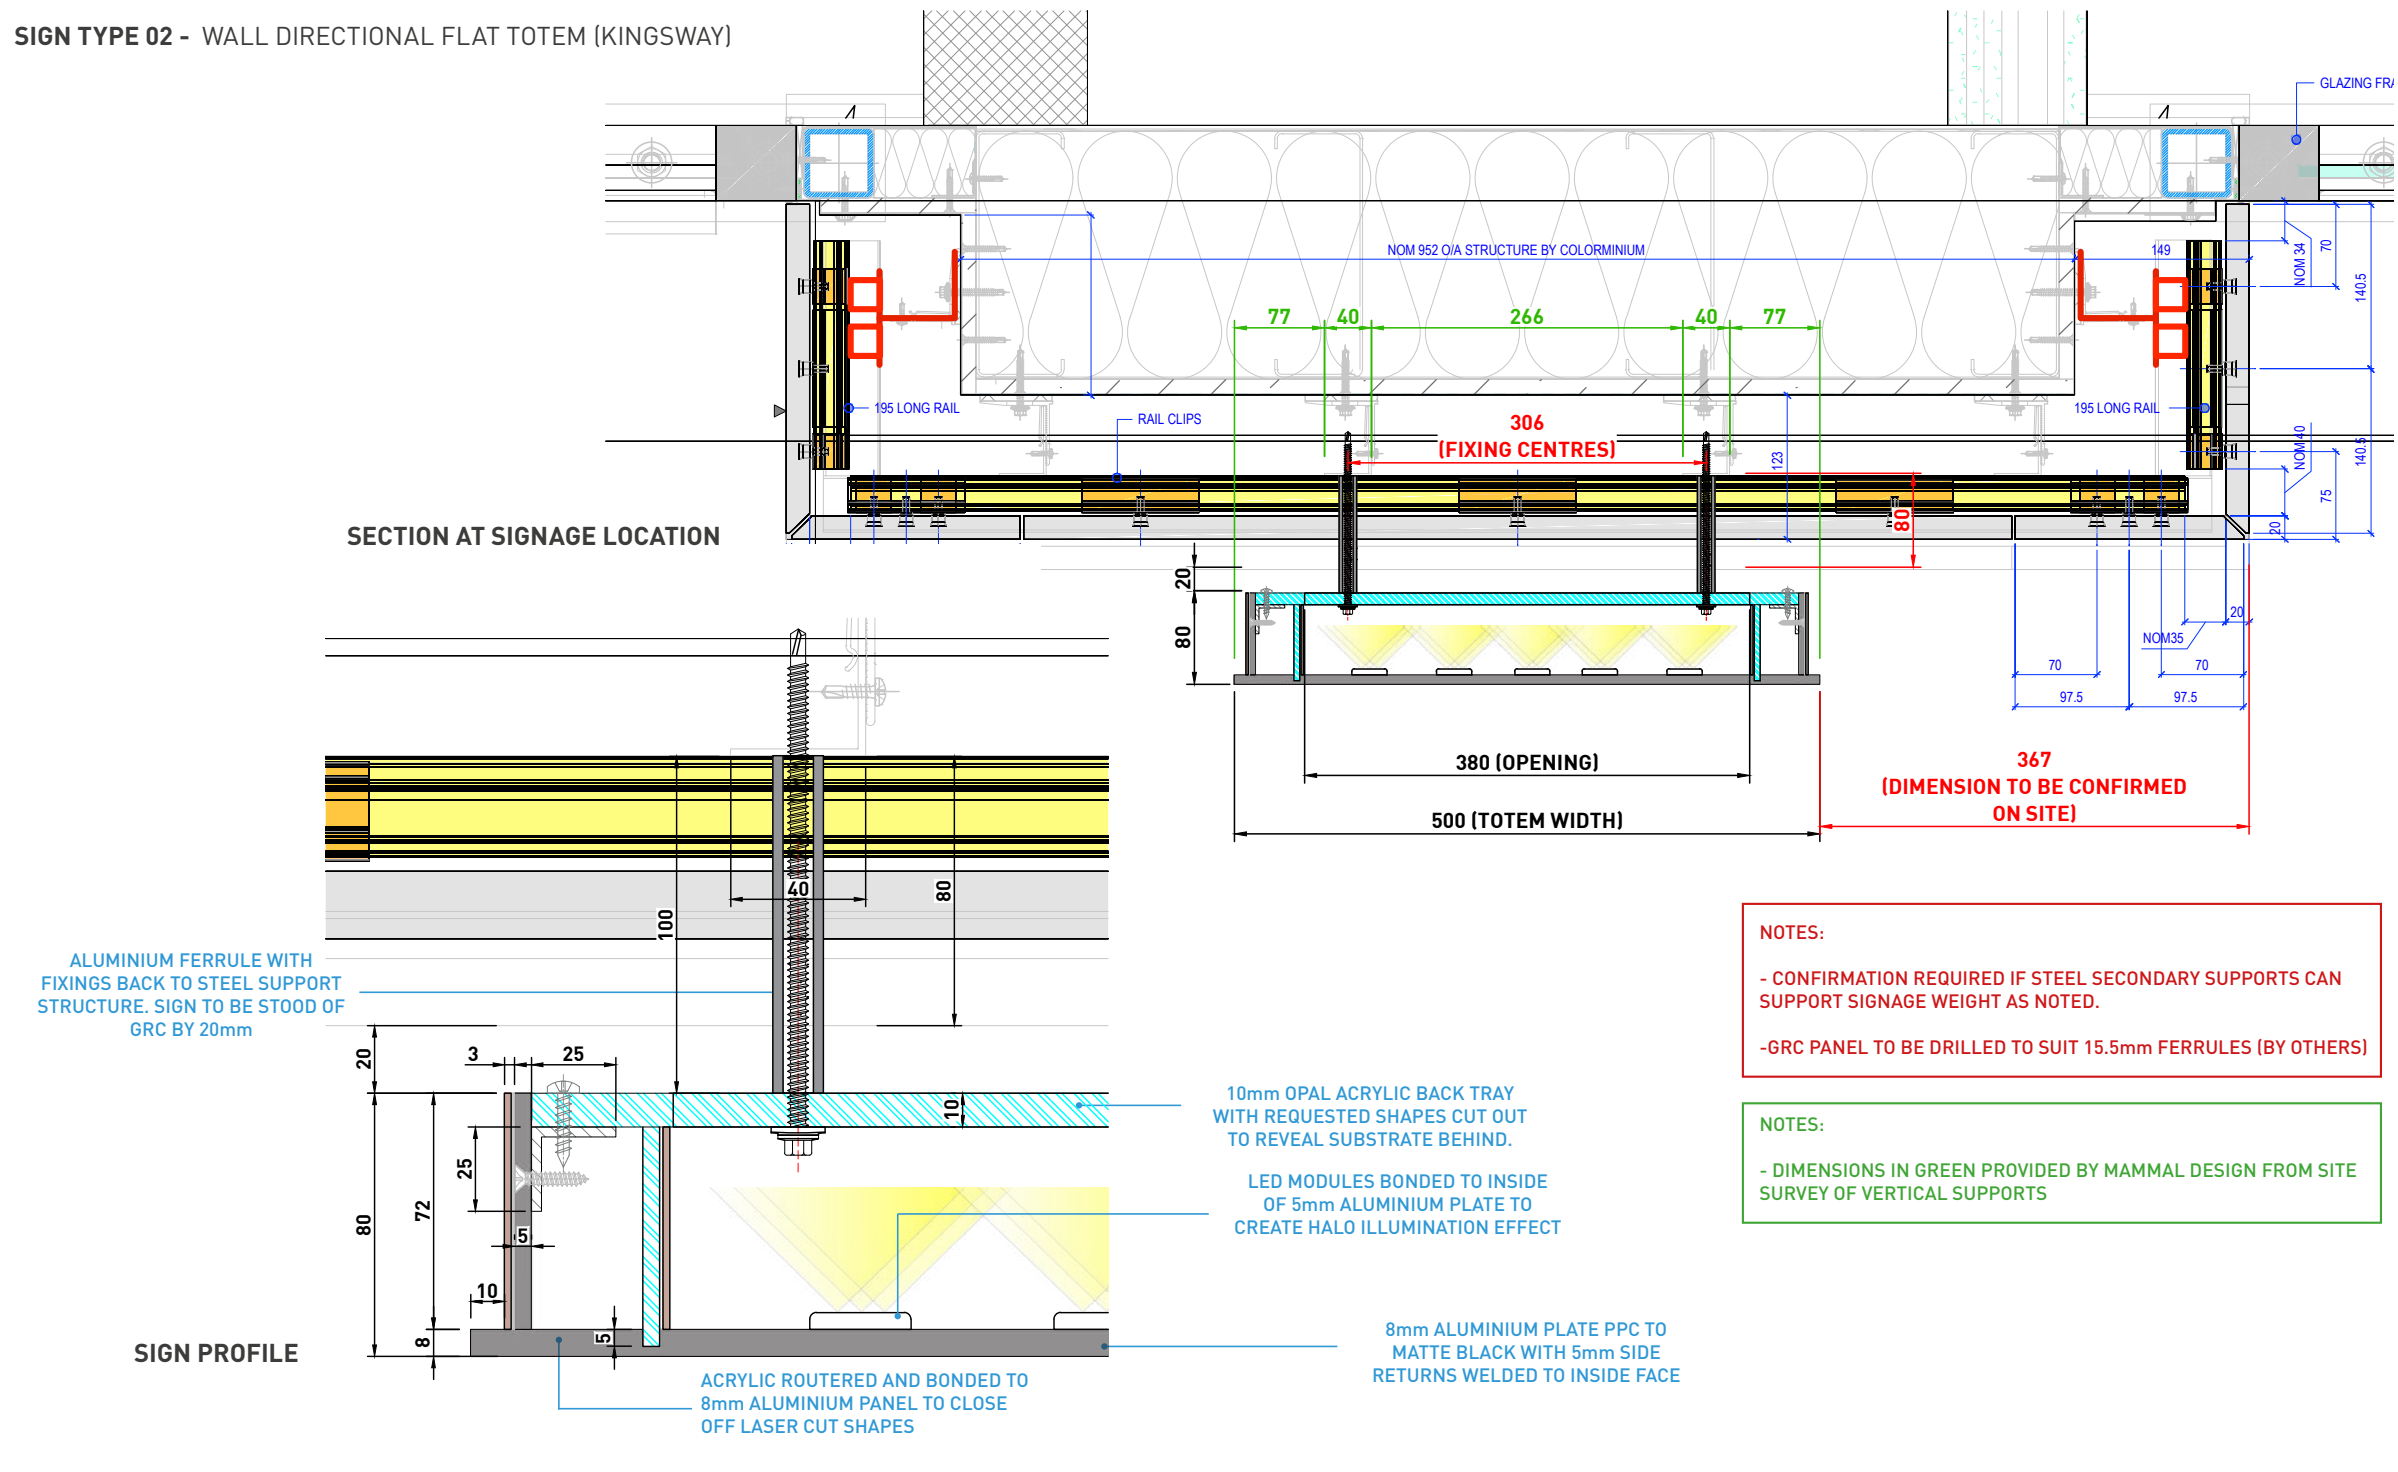 SIGN TYPE 02 - WALL DIRECTIONAL FLAT TOTEM (KINGSWAY)
GLAZING FRA
NOM 952 O/A STRUCTURE BY COLORMINIUM
149
NOM 34
70
140.5
77
40
266
40
77
195 LONG RAIL
RAIL CLIPS
306
(FIXING CENTRES)
195 LONG RAIL
123
NOM 40
140.5
75
20
80
SECTION AT SIGNAGE LOCATION
20
80
20
NOM35
70
70
97.5
97.5
380 (OPENING)
500 (TOTEM WIDTH)
367
(DIMENSION TO BE CONFIRMED
ON SITE)
40
80
100
ALUMINIUM FERRULE WITH
FIXINGS BACK TO STEEL SUPPORT
STRUCTURE. SIGN TO BE STOOD OF
GRC BY 20mm
20
3
25
10
25
72
80
5
10
8
5
10mm OPAL ACRYLIC BACK TRAY
WITH REQUESTED SHAPES CUT OUT
TO REVEAL SUBSTRATE BEHIND.
LED MODULES BONDED TO INSIDE
OF 5mm ALUMINIUM PLATE TO
CREATE HALO ILLUMINATION EFFECT
8mm ALUMINIUM PLATE PPC TO
MATTE BLACK WITH 5mm SIDE
RETURNS WELDED TO INSIDE FACE
SIGN PROFILE
ACRYLIC ROUTERED AND BONDED TO
8mm ALUMINIUM PANEL TO CLOSE
OFF LASER CUT SHAPES
NOTES:
- CONFIRMATION REQUIRED IF STEEL SECONDARY SUPPORTS CAN
SUPPORT SIGNAGE WEIGHT AS NOTED.
-GRC PANEL TO BE DRILLED TO SUIT 15.5mm FERRULES (BY OTHERS)
NOTES:
- DIMENSIONS IN GREEN PROVIDED BY MAMMAL DESIGN FROM SITE
SURVEY OF VERTICAL SUPPORTS